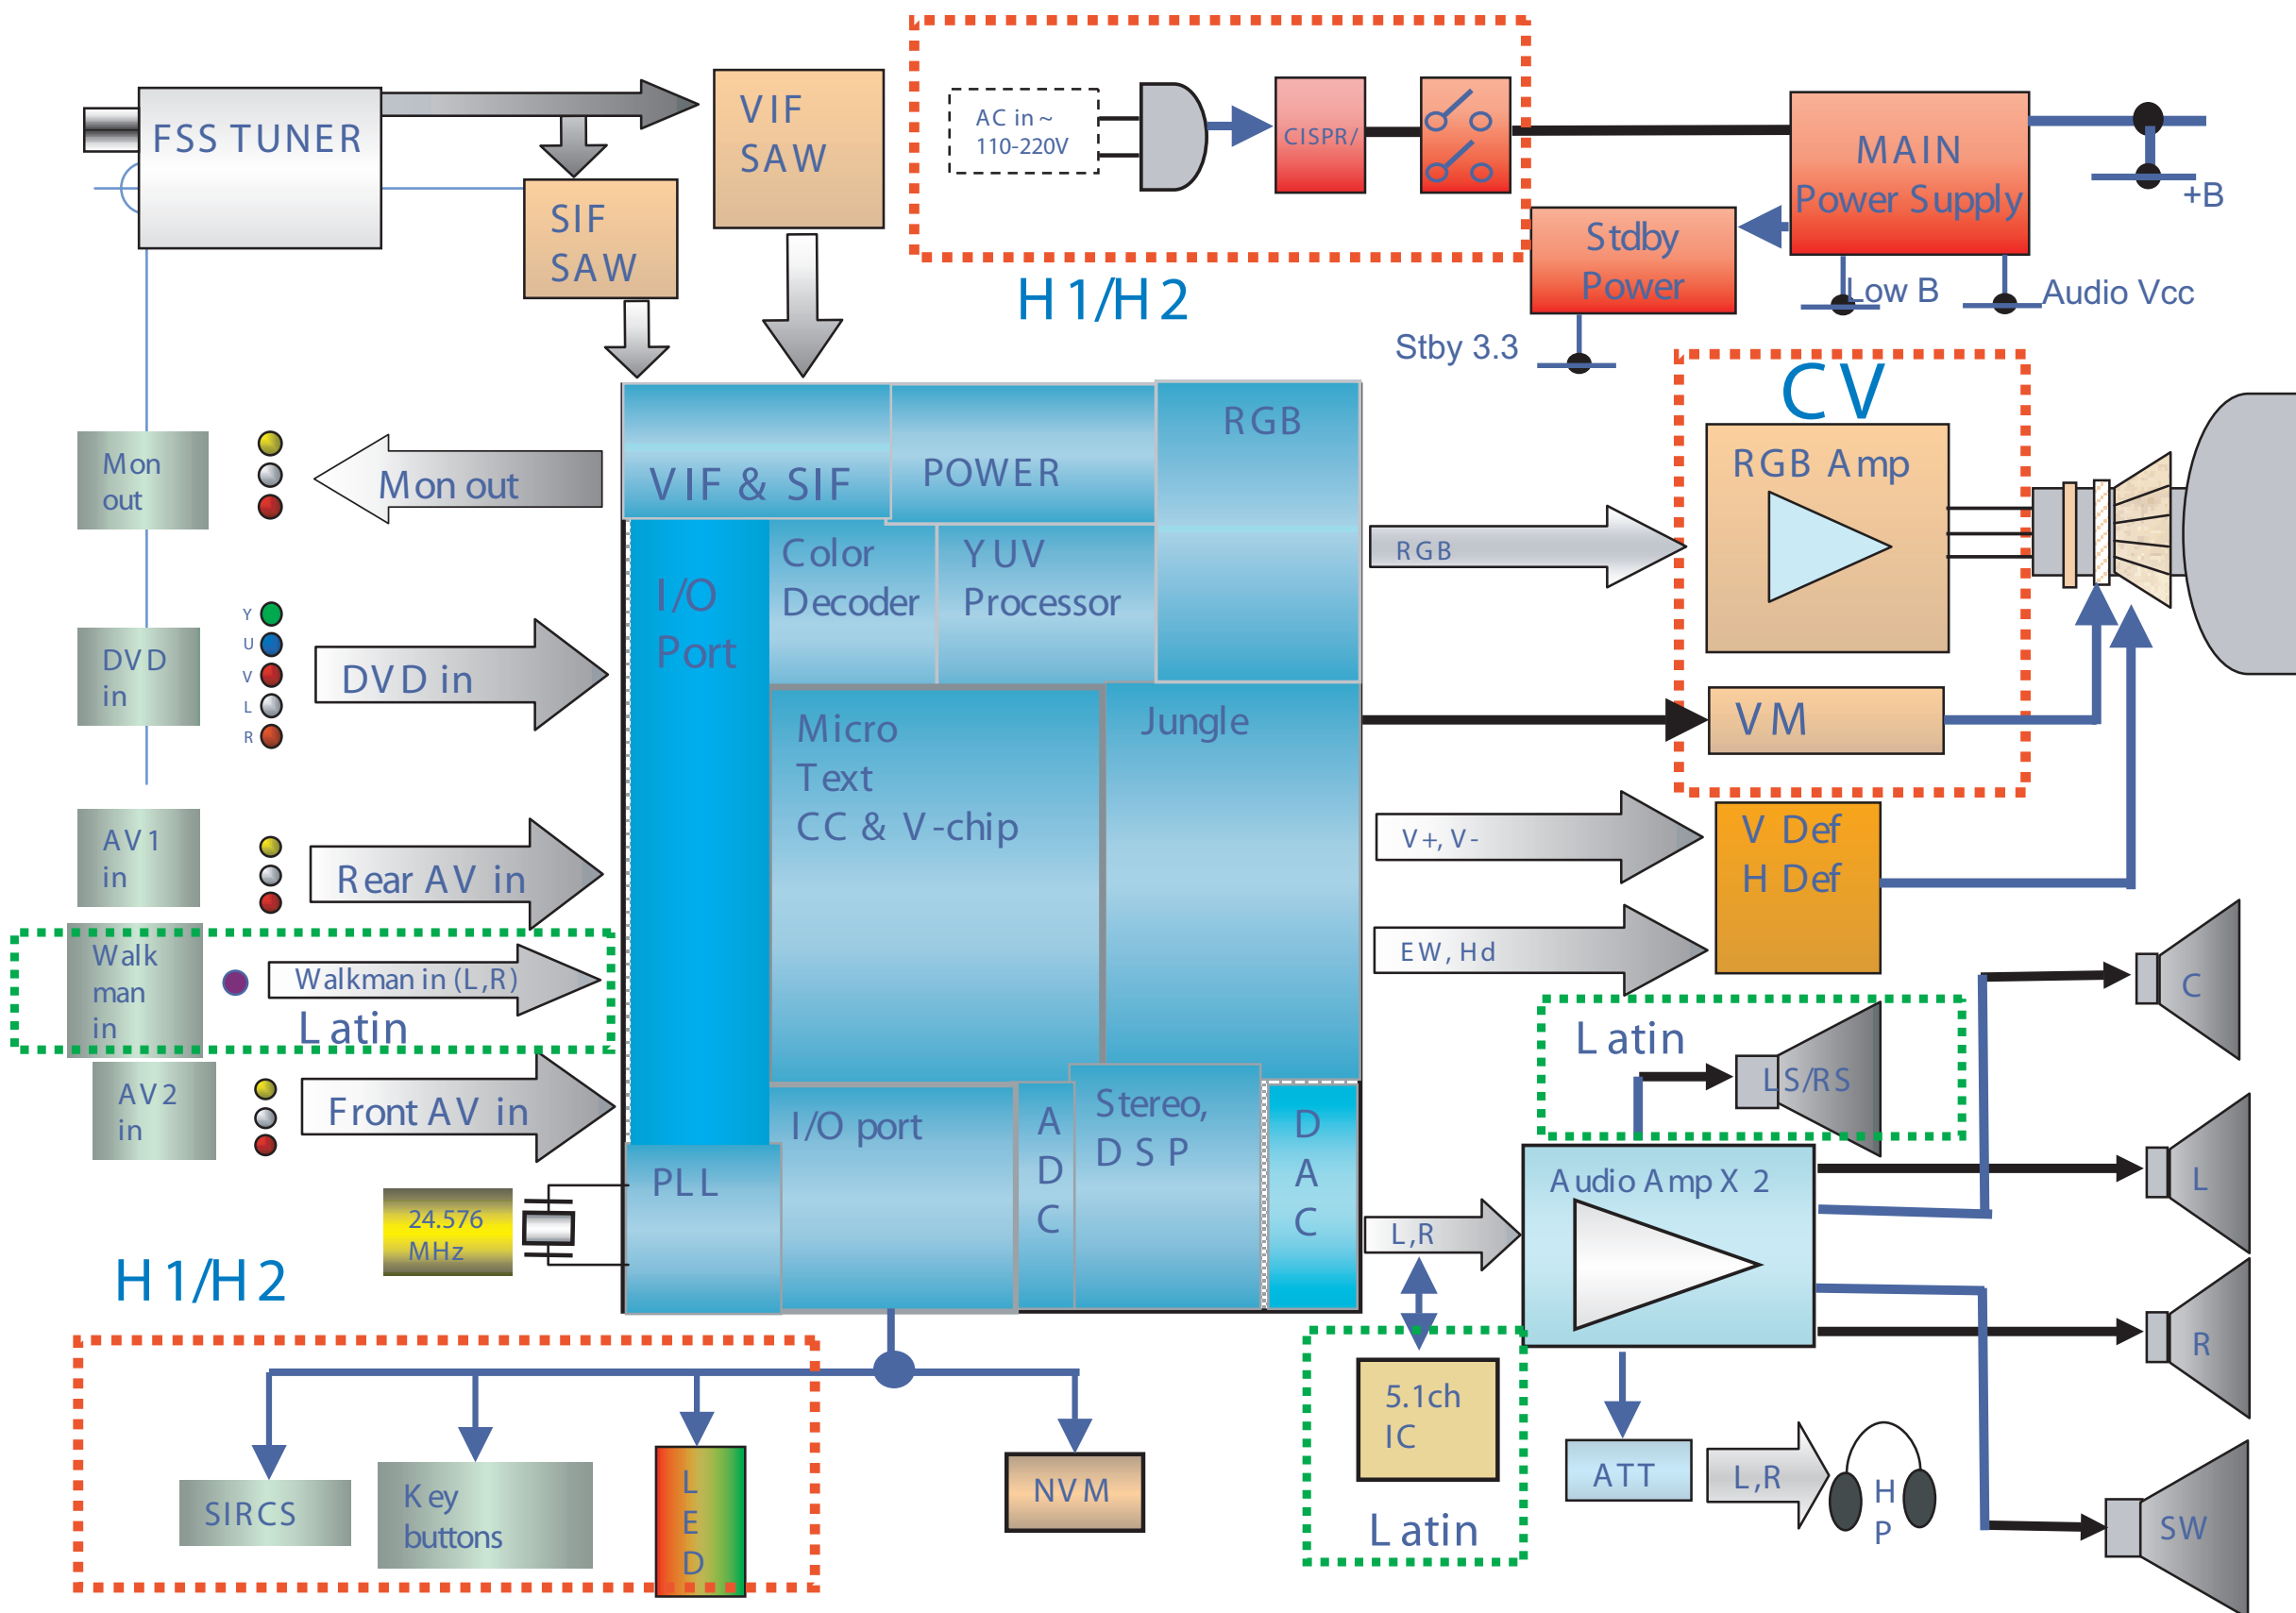 FSS TUNER
VIF
SAW
SIF
SAW
AC in ~
110-220V
CISPR/
MAIN
Power Supply
+B
Stdby
Power
Low B
Audio Vcc
Stby 3.3
H1/H2
CV
Mon
out
Mon out
VIF & SIF
POWER
RGB
RGB
RGB Amp
I/O
Port
Color
Decoder
YUV
Processor
DVD
in
Y
U
V
L
R
DVD in
Micro
Text
CC & V-chip
Jungle
VM
AV1
in
Rear AV in
V+, V-
V Def
H Def
EW, Hd
Walk
man
in
Walkman in (L,R)
Latin
AV2
in
Front AV in
Latin
LS/RS
C
I/O port
A
D
C
Stereo,
D S P
D
A
C
PLL
24.576
MHz
L,R
Audio Amp X 2
L
R
SW
H1/H2
5.1ch
IC
Latin
ATT
L,R
H
P
SIRCS
Key
buttons
L
E
D
NVM